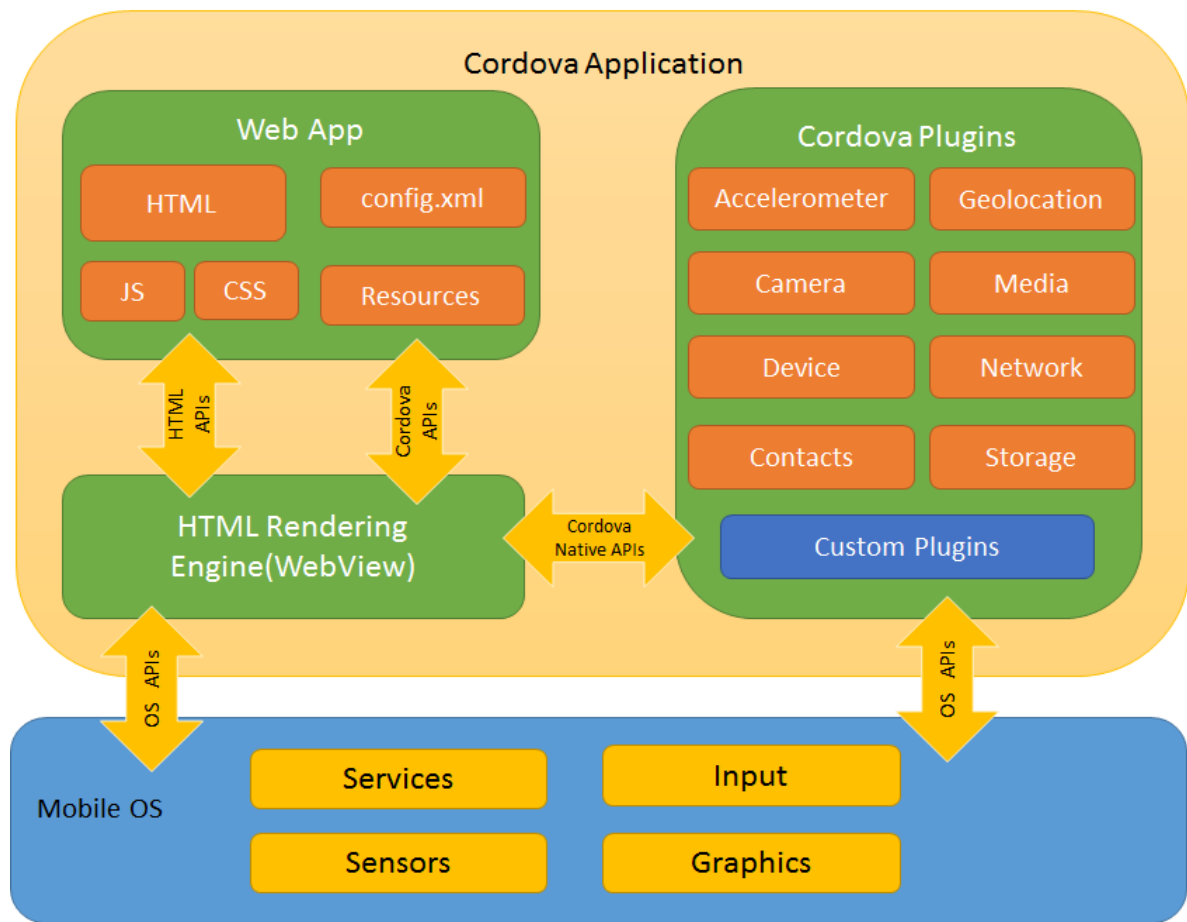 Cordova Application
Web App
HTML
config.xml
JS
CSS
Resources
HTML
APIs
Cordova
APIs
HTML Rendering
Engine(WebView)
Cordova
Native APIs
Cordova Plugins
Accelerometer
Geolocation
Camera
Media
Device
Network
Contacts
Storage
Custom Plugins
OS APIs
OS APIs
Mobile OS
Services
Input
Sensors
Graphics